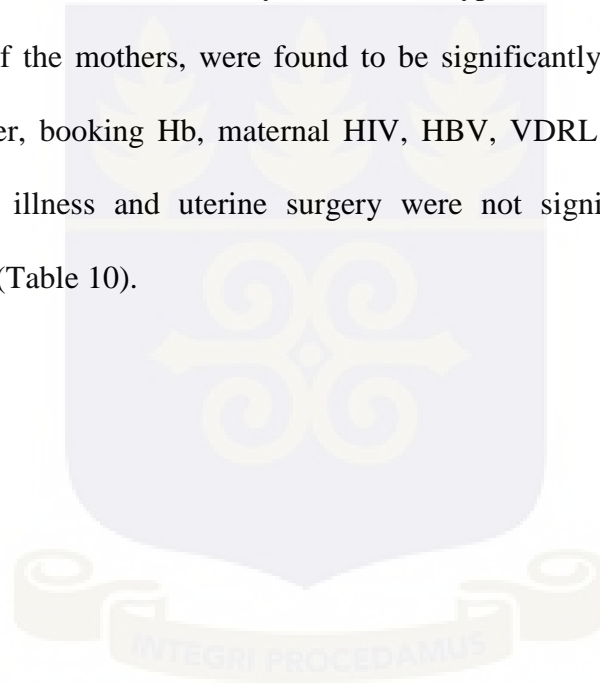 f the mothers, were found to be significantly
er, booking Hb, maternal HIV, HBV, VDRL
illness and uterine surgery were not signi
(Table 10).
INTEGRI PROCEDAMUS